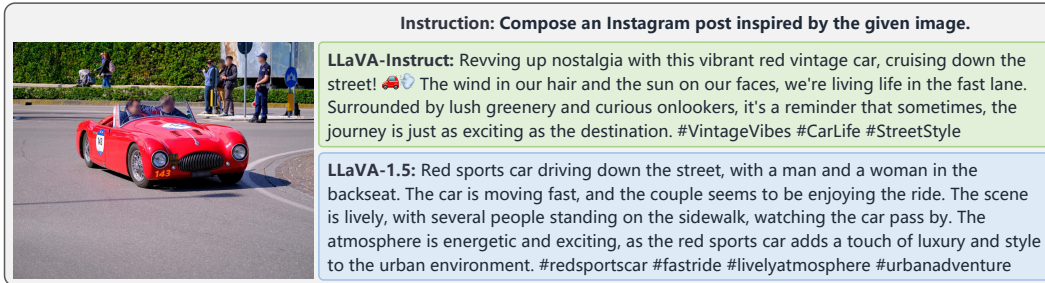 Instruction: Compose an Instagram post inspired by the given image.
LLaVA-Instruct: Revving up nostalgia with this vibrant red vintage car, cruising down the
street! 🚗💨 The wind in our hair and the sun on our faces, we're living life in the fast lane.
Surrounded by lush greenery and curious onlookers, it's a reminder that sometimes, the
journey is just as exciting as the destination. #VintageVibes #CarLife #StreetStyle
143
LLaVA-1.5: Red sports car driving down the street, with a man and a woman in the
backseat. The car is moving fast, and the couple seems to be enjoying the ride. The scene
is lively, with several people standing on the sidewalk, watching the car pass by. The
atmosphere is energetic and exciting, as the red sports car adds a touch of luxury and style
to the urban environment. #redsportscar #fastride #livelyatmosphere #urbanadventure